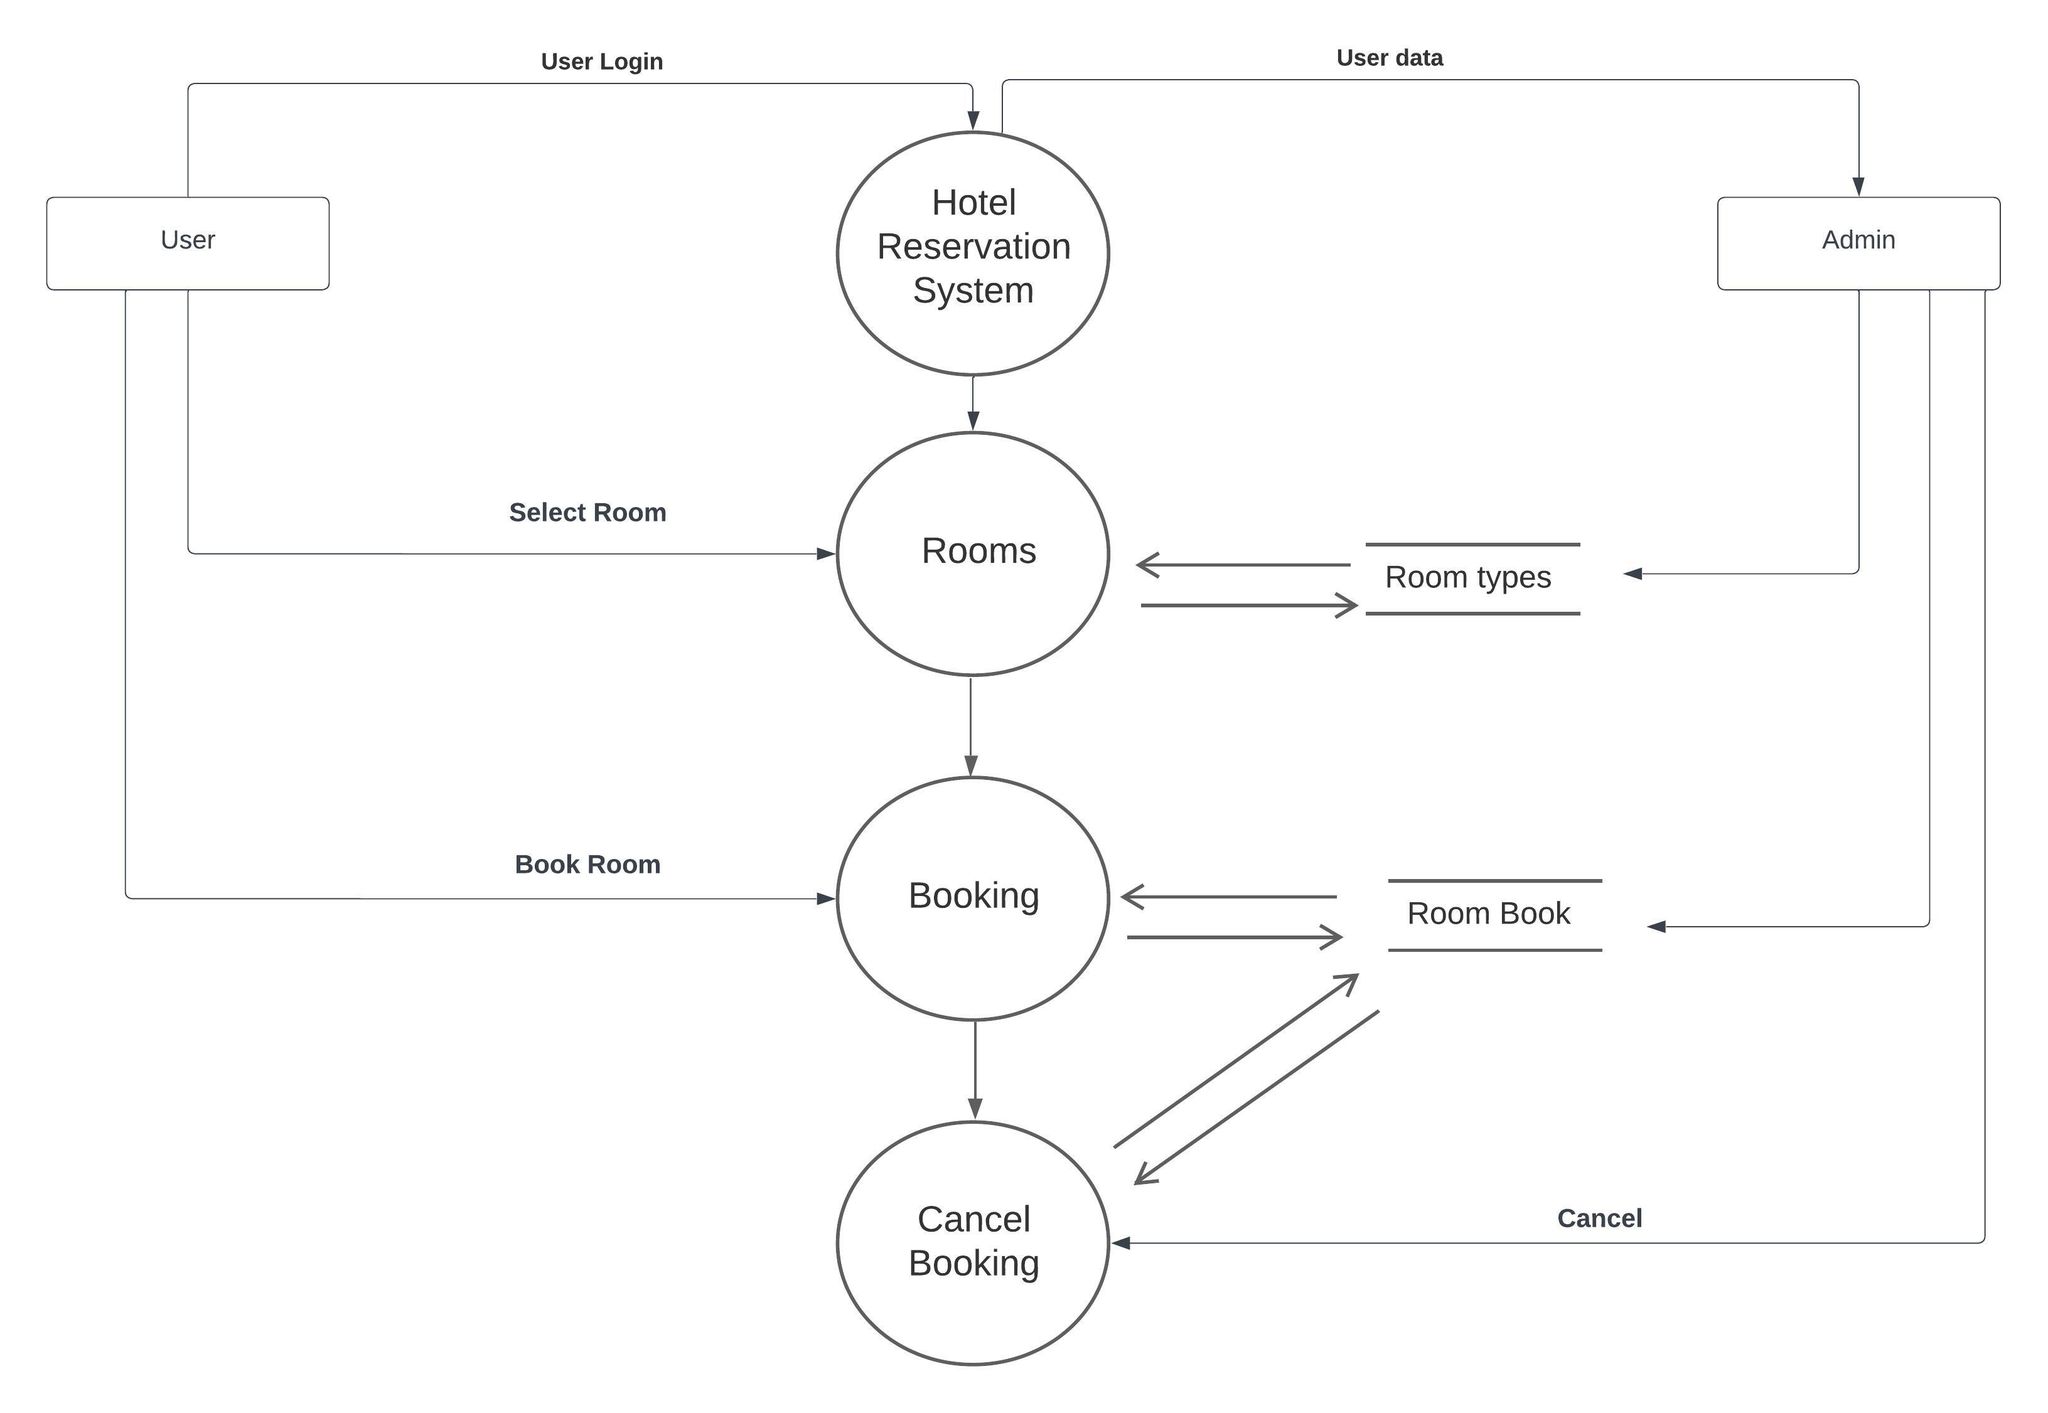 User Login
User data
User
Hotel
Reservation
System
Admin
Select Room
Rooms
Room types
Book Room
Booking
Room Book
Cancel
Booking
Cancel